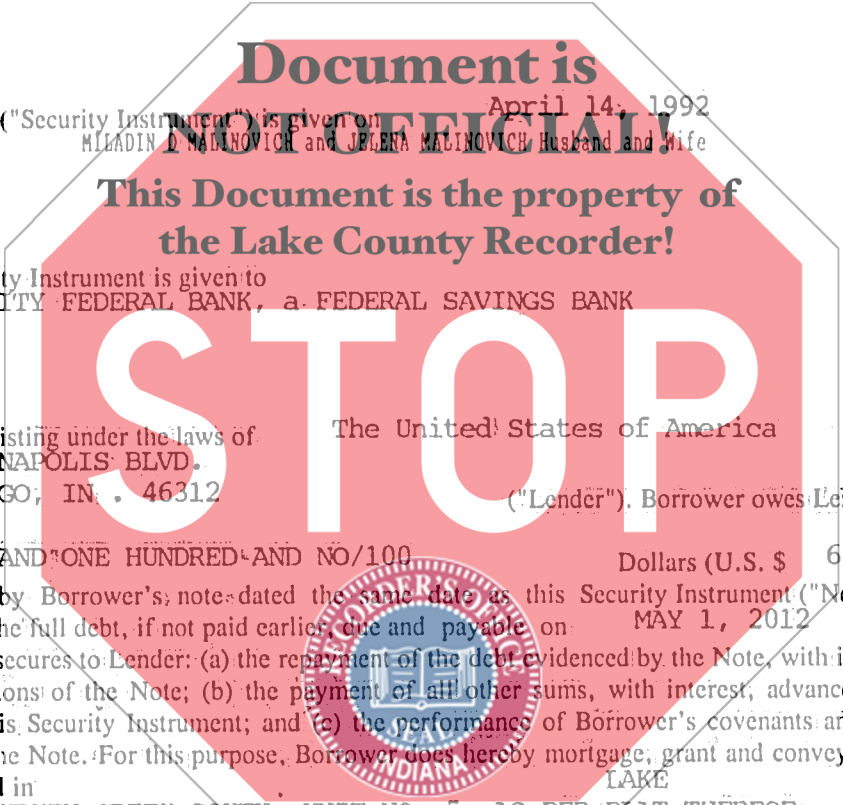 Document is
("Security Instrument") is given on April 14, 1992
NOT OFFICIAL!
MILADIN D MALINOVICH and JELENA MALINOVICH Husband and Wife
This Document is the property of
the Lake County Recorder!
ty Instrument is given to
ITY FEDERAL BANK, a FEDERAL SAVINGS BANK
STOP
isting under the laws of The United States of America
NAPOLIS BLVD.
GO, IN . 46312
("Lender"). Borrower owes Le
AND ONE HUNDRED AND NO/100 Dollars (U.S. $ 6
by Borrower's note dated the same date as this Security Instrument ("No
he full debt, if not paid earlier, due and payable on MAY 1, 2012
secures to Lender: (a) the repayment of the debt evidenced by the Note, with i
ons of the Note; (b) the payment of all other sums, with interest, advanc
is Security Instrument; and (c) the performance of Borrower's covenants a
e Note. For this purpose, Borrower does hereby mortgage, grant and convey
d in LAKE
RECORDER'S OFFICE
SEAL
INDIANA